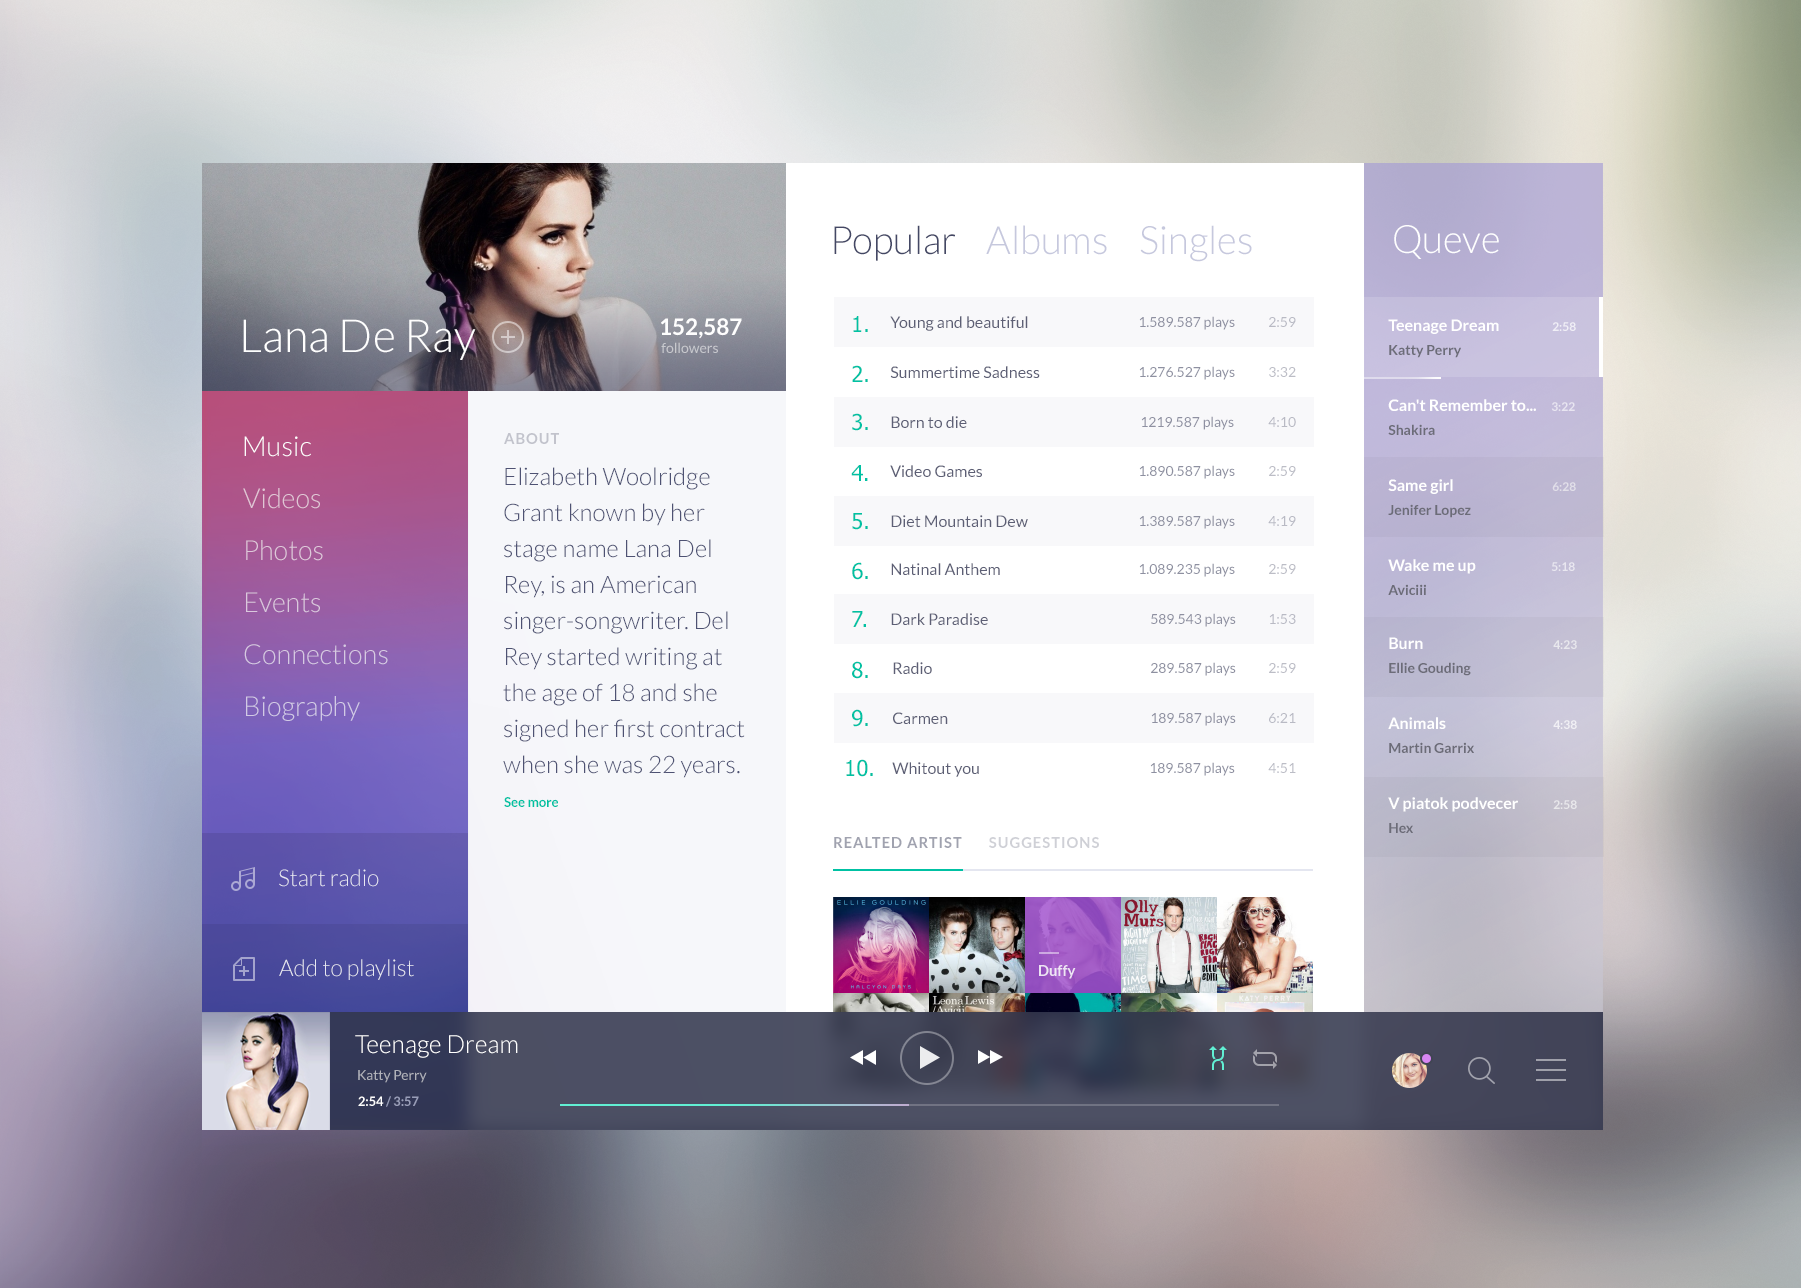 Lana De Ray
152,587
followers
Music
Videos
Photos
Events
Connections
Biography
Start radio
Add to playlist
ABOUT
Elizabeth Woolridge
Grant known by her
stage name Lana Del
Rey, is an American
singer-songwriter. Del
Rey started writing at
the age of 18 and she
signed her first contract
when she was 22 years.
See more
Popular Albums Singles
1. Young and beautiful 1.589.587 plays 2:59
2. Summertime Sadness 1.276.527 plays 3:32
3. Born to die 1219.587 plays 4:10
4. Video Games 1.890.587 plays 2:59
5. Diet Mountain Dew 1.389.587 plays 4:19
6. Natinal Anthem 1.089.235 plays 2:59
7. Dark Paradise 589.543 plays 1:53
8. Radio 289.587 plays 2:59
9. Carmen 189.587 plays 6:21
10. Whitout you 189.587 plays 4:51
REALTED ARTIST SUGGESTIONS
ELLIE GOULDING
HALCYON DAYS
Duffy
Olly
Murs
Leona Lewis
/Avicii
KATY PERRY
Queve
Teenage Dream 2:58
Katty Perry
Can't Remember to... 3:22
Shakira
Same girl 6:28
Jenifer Lopez
Wake me up 5:18
Aviciii
Burn 4:23
Ellie Gouding
Animals 4:38
Martin Garrix
V piatok podvecer 2:58
Hex
Teenage Dream
Katty Perry
2:54 / 3:57